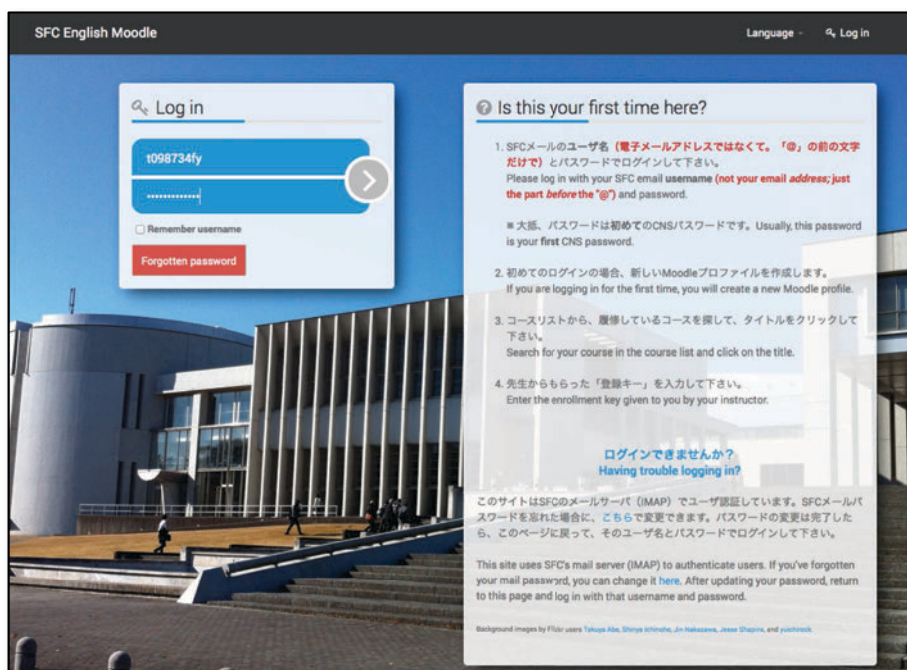 SFC English Moodle
Language
Log in
Log in
t098734fy
Remember username
Forgotten password
Is this your first time here?
1. SFCメールのユーザ名（電子メールアドレスではなくて。「@」の前の文字
だけで）とパスワードでログインして下さい。
Please log in with your SFC email username (not your email address; just
the part before the "@") and password.
※ 大抵、パスワードは初めてのCNSパスワードです。Usually, this password
is your first CNS password.
2. 初めてのログインの場合、新しいMoodleプロファイルを作成します。
If you are logging in for the first time, you will create a new Moodle profile.
3. コースリストから、履修しているコースを探して、タイトルをクリックして
下さい。
Search for your course in the course list and click on the title.
4. 先生からもらった「登録キー」を入力して下さい。
Enter the enrollment key given to you by your instructor.
ログインできませんか？
Having trouble logging in?
このサイトはSFCのメールサーバ（IMAP）でユーザ認証しています。SFCメールパ
スワードを忘れた場合に、こちらで変更できます。パスワードの変更は完了した
ら、このページに戻って、そのユーザ名とパスワードでログインして下さい。
This site uses SFC's mail server (IMAP) to authenticate users. If you've forgotten
your mail password, you can change it here. After updating your password, return
to this page and log in with that username and password.
Background images by Flickr users Takuya Abe, Shinya Ichinohe, Jin Nakazawa, Jesse Shapins, and yuichirock.